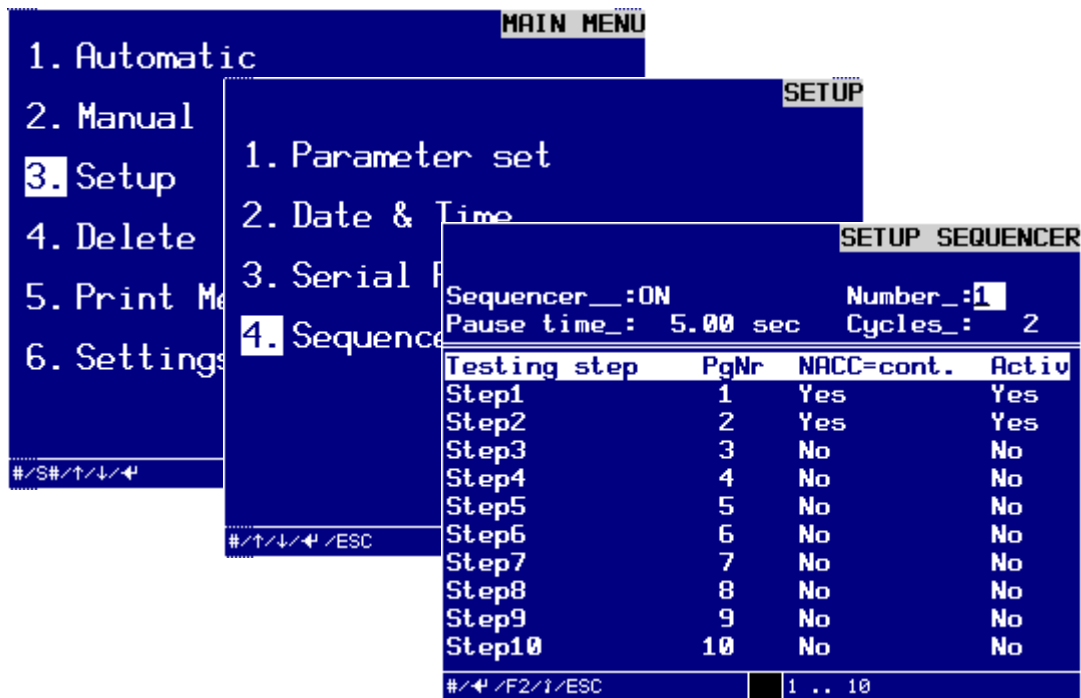 MAIN MENU
1. Automatic
2. Manual
3. Setup
4. Delete
5. Print
6. Settings
#/S#/↑/↓/↵
SETUP
1. Parameter set
2. Date & Time
3. Serial
4. Sequence
#/↑/↓/↵ /ESC
SETUP SEQUENCER
Sequencer__:ON Number_:1
Pause time_: 5.00 sec Cycles_: 2
Testing step PgNr NACC=cont. Activ
Step1 1 Yes Yes
Step2 2 Yes Yes
Step3 3 No No
Step4 4 No No
Step5 5 No No
Step6 6 No No
Step7 7 No No
Step8 8 No No
Step9 9 No No
Step10 10 No No
#/↵ /F2/↕/ESC 1 .. 10